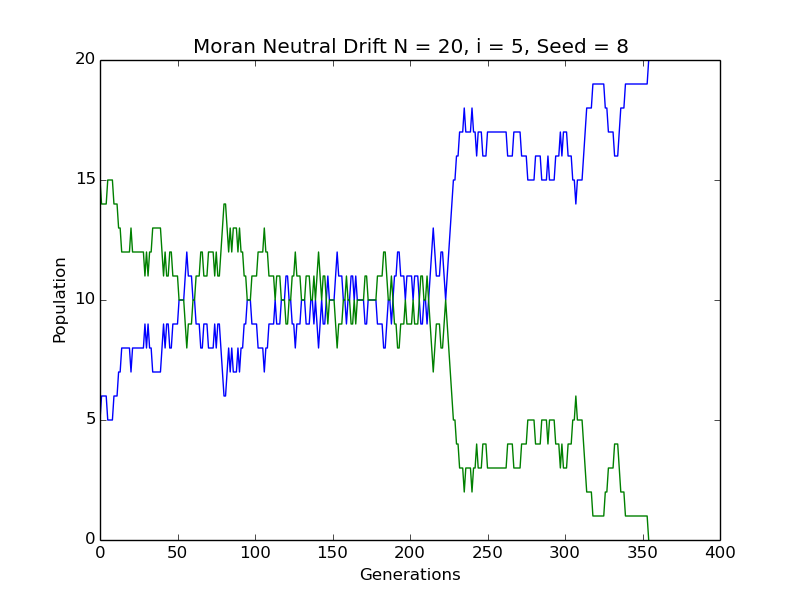 Moran Neutral Drift N = 20, i = 5, Seed = 8
20
15
10
5
0
Population
0 50 100 150 200 250 300 350 400
Generations